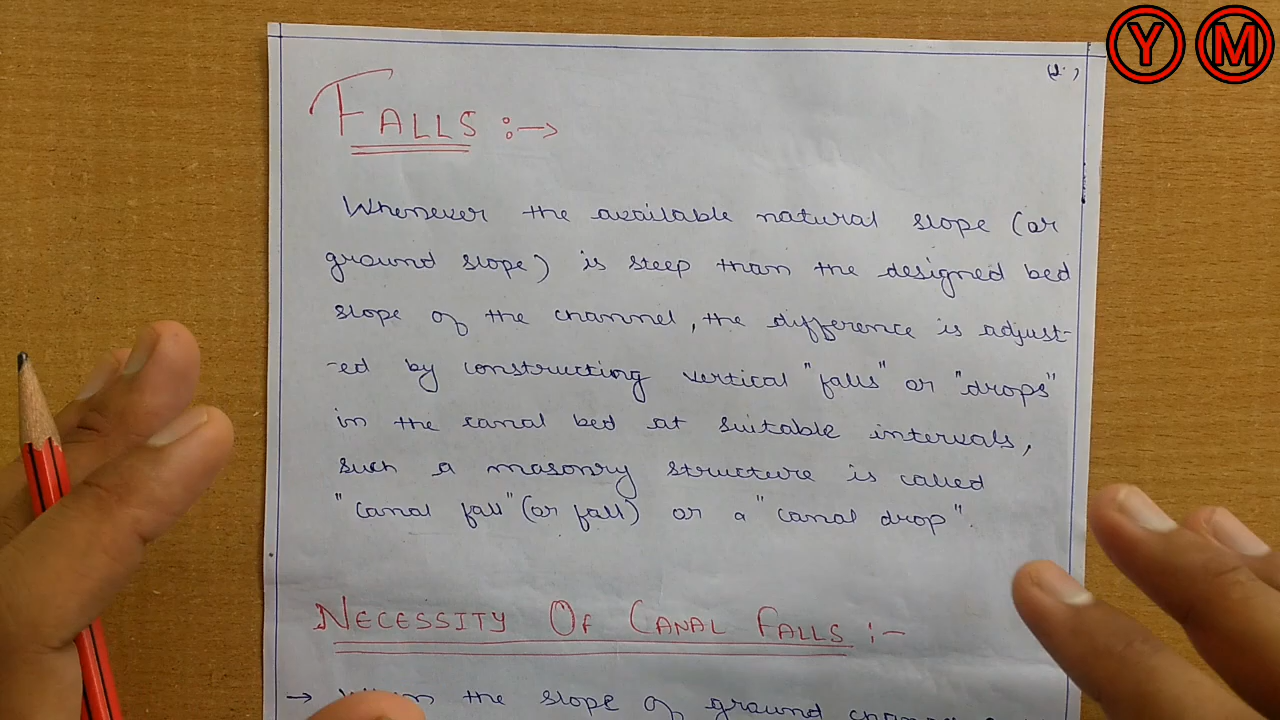 Y M
FALLS :→
Whenever the available natural slope (or
ground slope) is steep than the designed bed
slope of the channel, the difference is adjust-
-ed by constructing vertical "falls" or "drops"
in the canal bed at suitable intervals,
such a masonry structure is called
"canal fall" (or fall) or a "canal drop".
NECESSITY OF CANAL FALLS :-
→ When the slope of ground